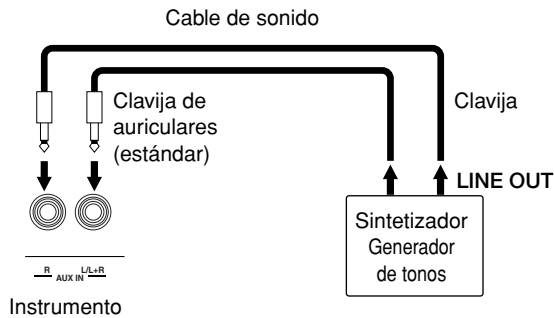 Cable de sonido
Clavija de
auriculares
(estándar)
Clavija
LINE OUT
Sintetizador
Generador
de tonos
R AUX IN L/L+R
Instrumento